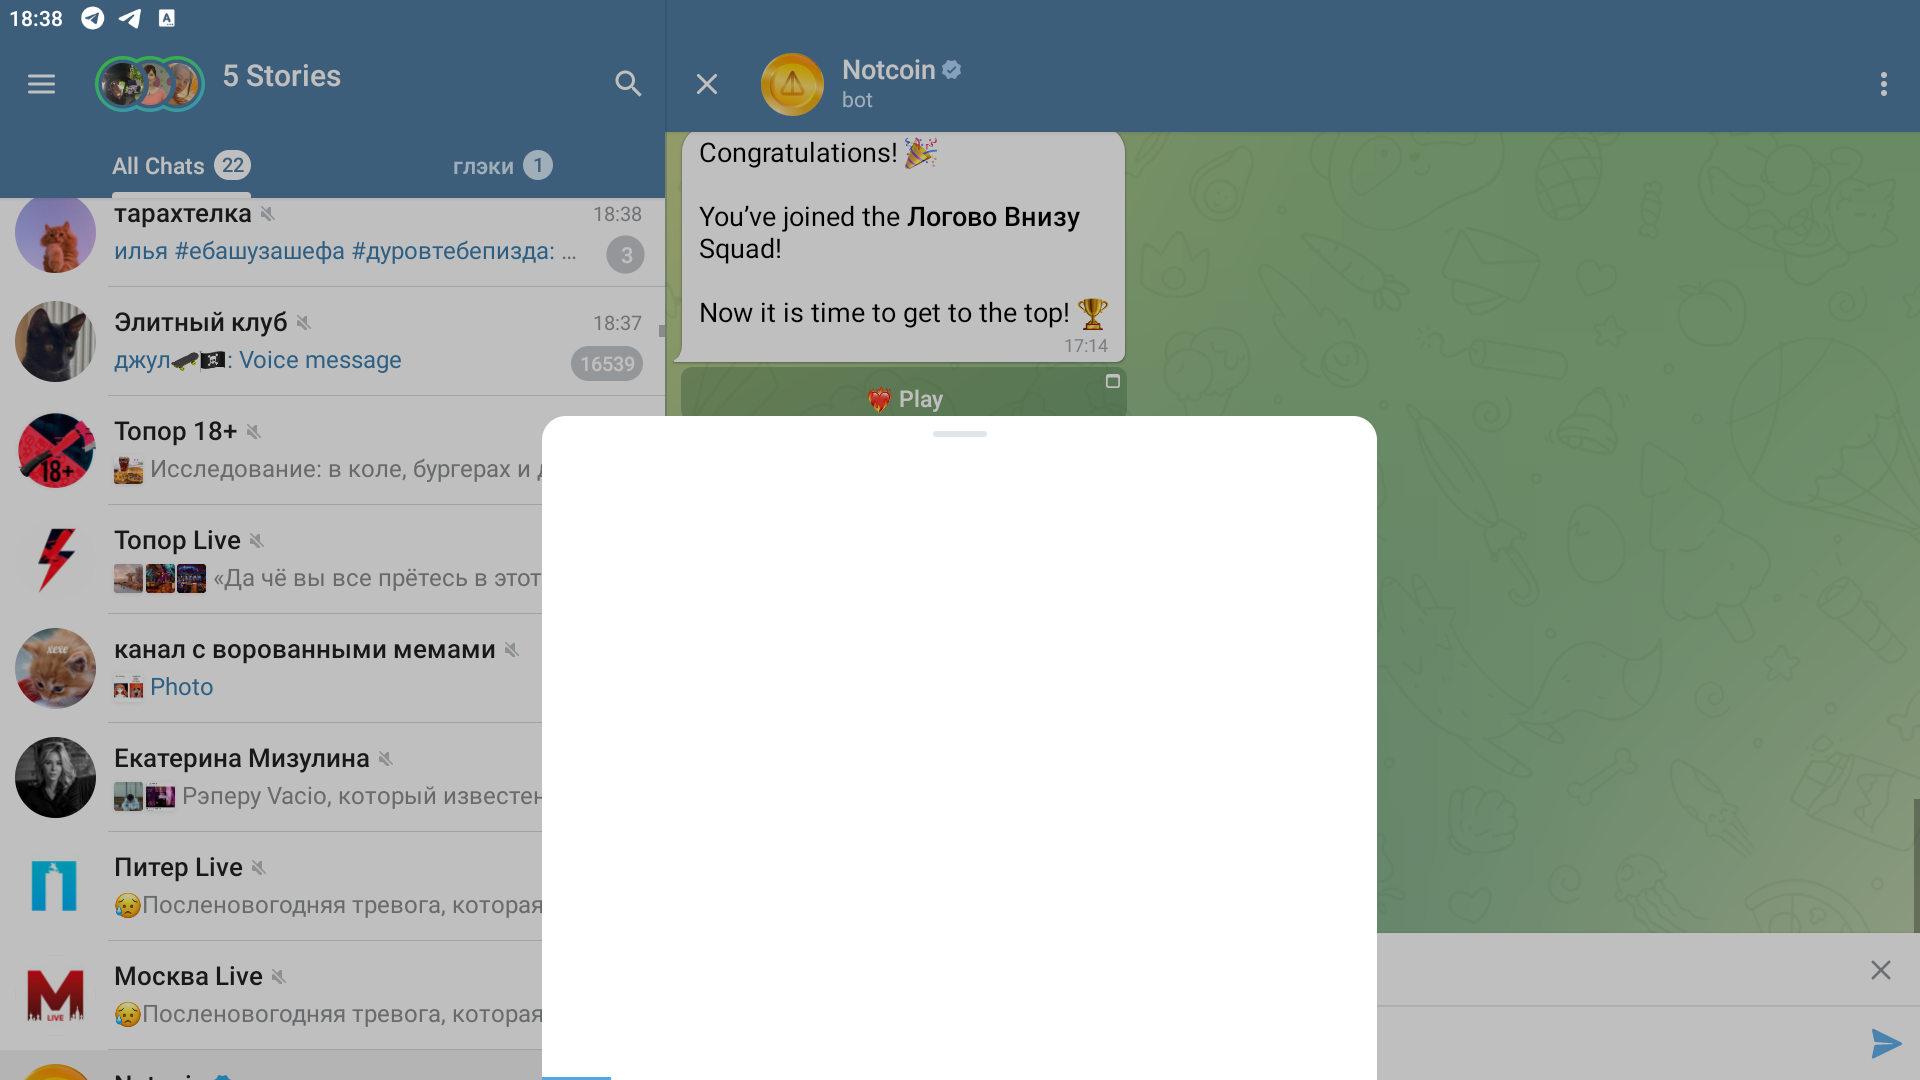 18:38
5 Stories
All Chats 22
глэки 1
тарахтелка
18:38
илья #ебашузашефа #дуровтебепизда: ...
3
Элитный клуб
18:37
джул🛹🏴‍☠️: Voice message
16539
Топор 18+
18+
Исследование: в коле, бургерах и
Топор Live
«Да чё вы все прётесь в этот
канал с ворованными мемами
хехе
Photo
Екатерина Мизулина
Рэперу Vacio, который известен
Питер Live
😥Посленовогодняя тревога, которая
Москва Live
LIVE
😥Посленовогодняя тревога, которая
Notcoin
bot
Congratulations! 🎉
You’ve joined the Логово Внизу
Squad!
Now it is time to get to the top! 🏆
17:14
❤️‍🔥 Play